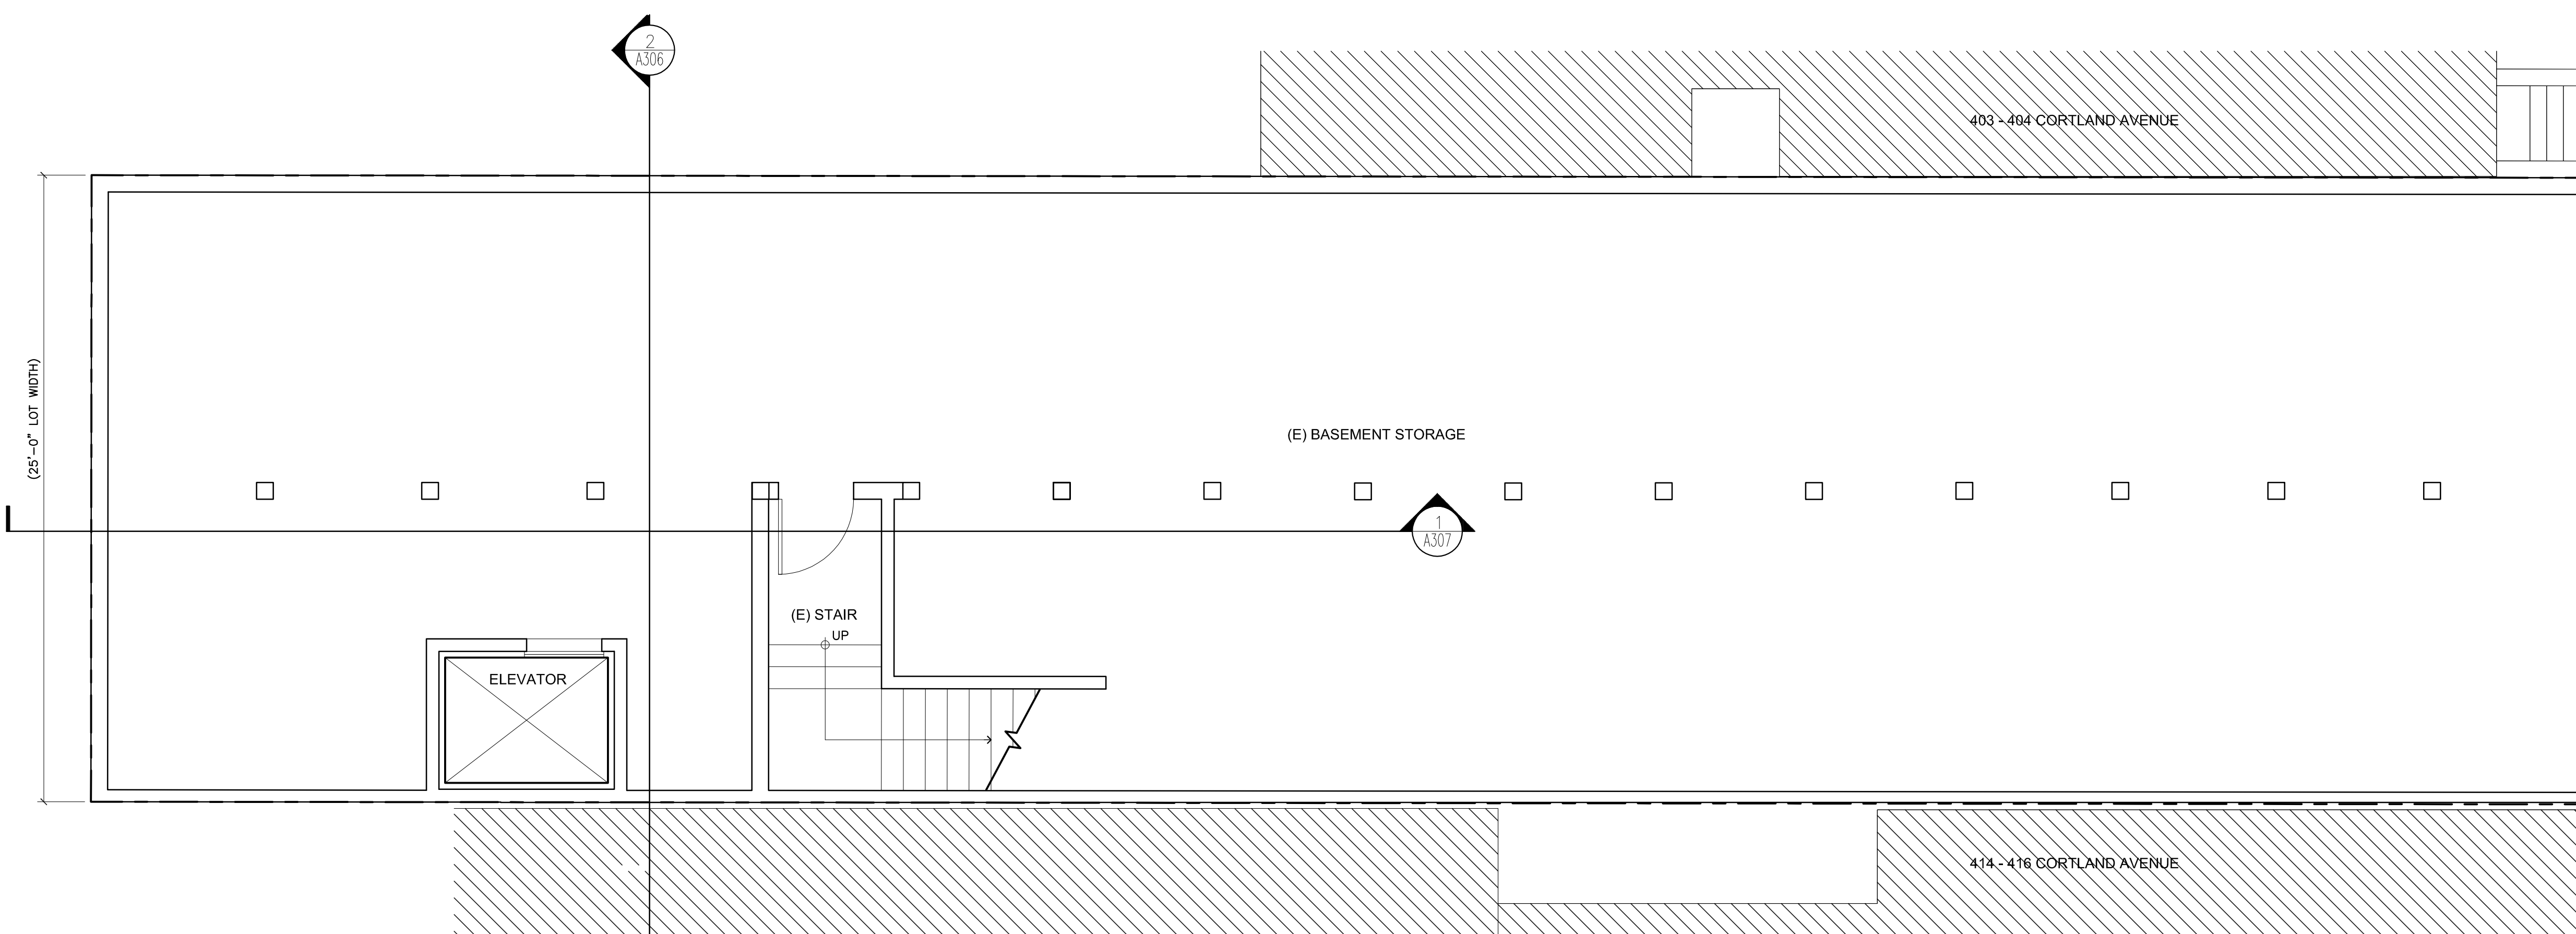 2
A306
403 - 404 CORTLAND AVENUE
(25'-0" LOT WIDTH)
(E) BASEMENT STORAGE
1
A307
(E) STAIR
UP
ELEVATOR
414 - 416 CORTLAND AVENUE